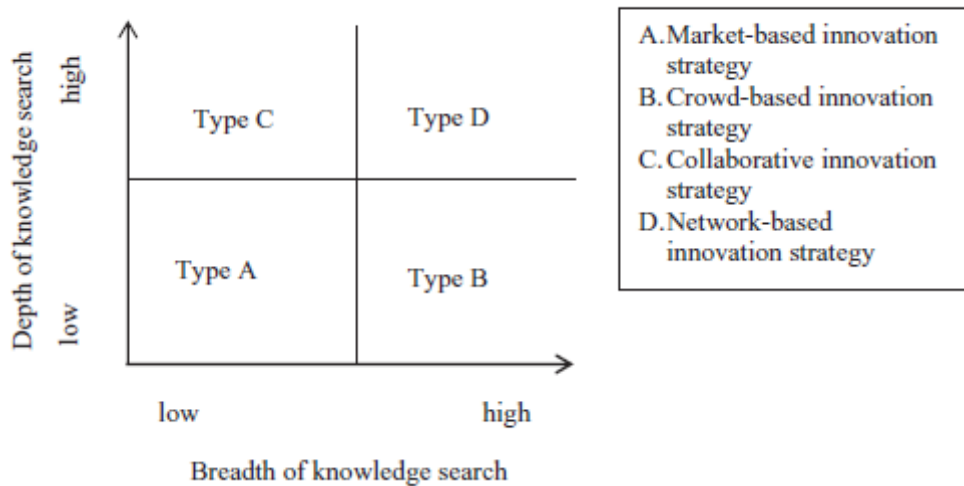 Depth of knowledge search
high
low
Type C
Type D
Type A
Type B
low
high
Breadth of knowledge search
A. Market-based innovation
strategy
B. Crowd-based innovation
strategy
C. Collaborative innovation
strategy
D. Network-based
innovation strategy